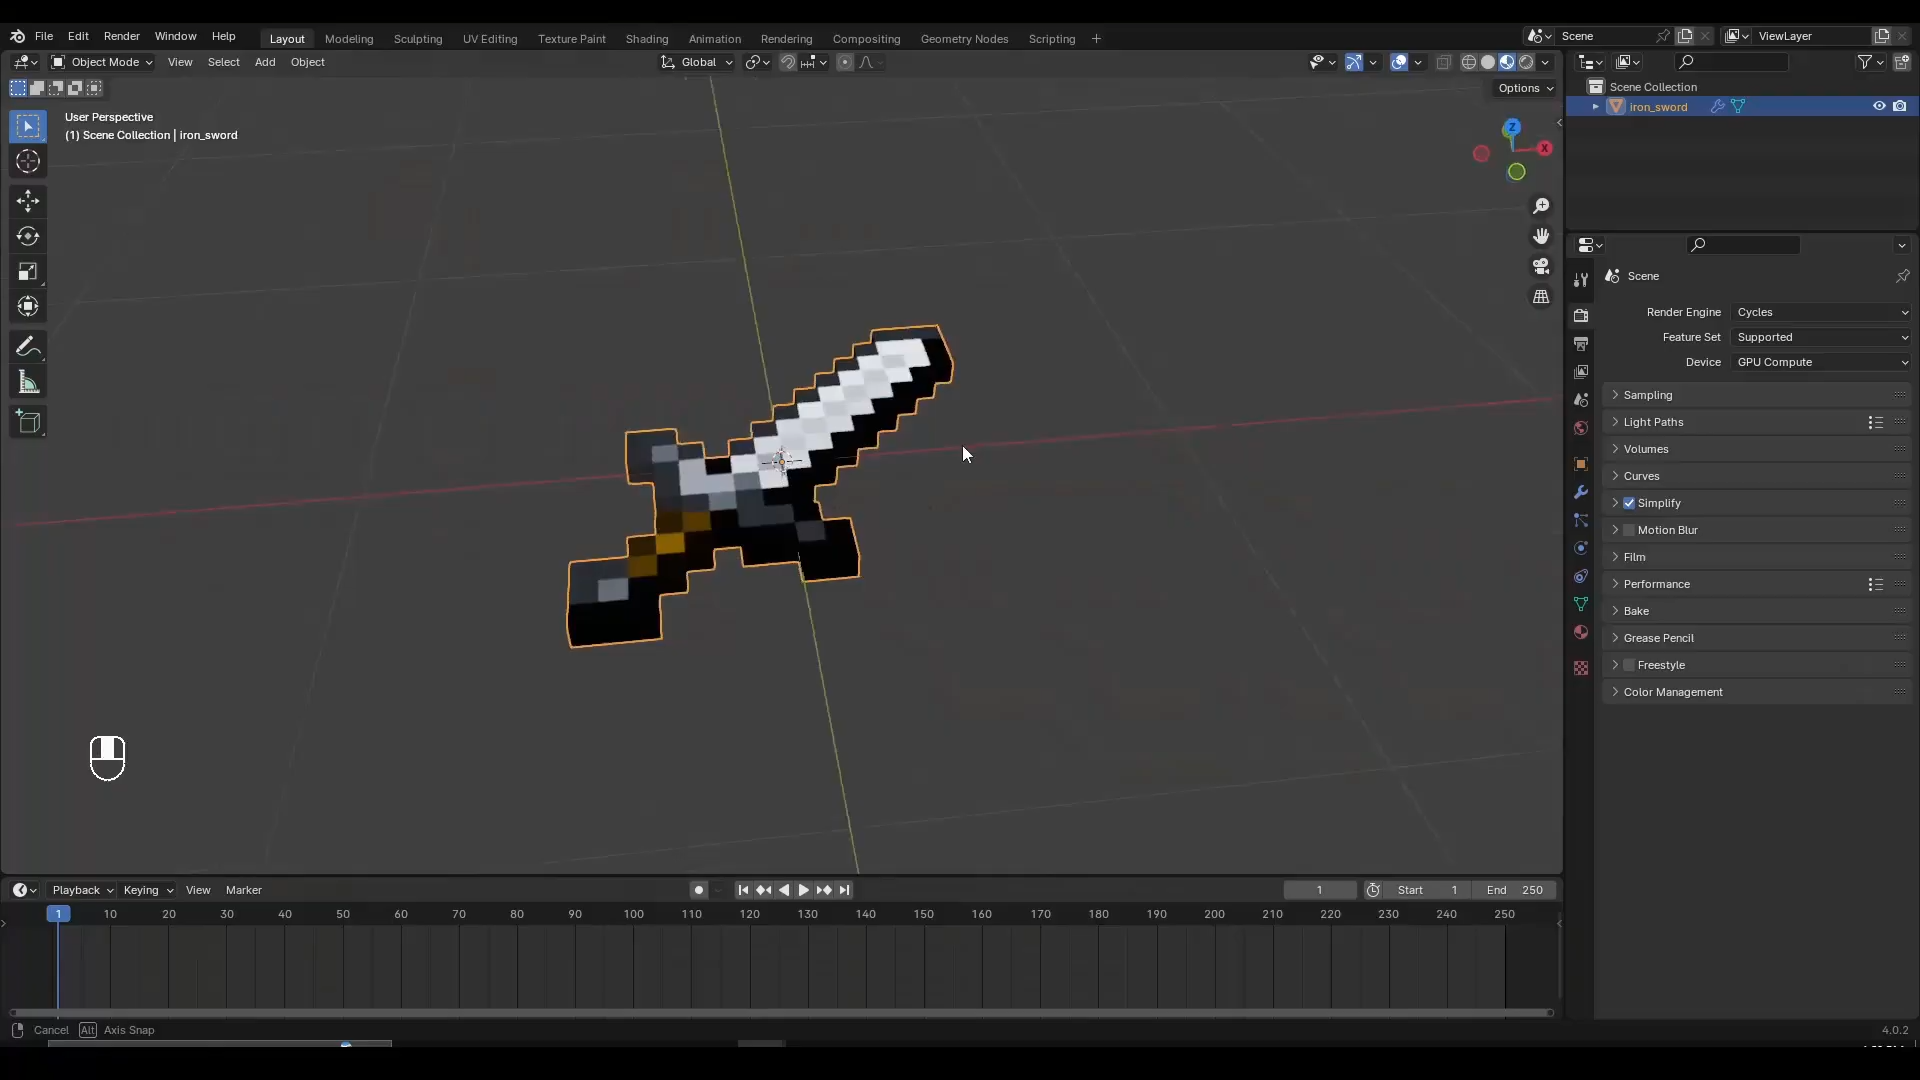 File Edit Render Window Help Layout Modeling Sculpting UV Editing Texture Paint Shading Animation Rendering Compositing Geometry Nodes Scripting Scene ViewLayer
Object Mode View Select Add Object Global
Options
User Perspective
(1) Scene Collection | iron_sword
Z
X
Scene Collection
iron_sword
Scene
Render Engine Cycles
Feature Set Supported
Device GPU Compute
Sampling
Light Paths
Volumes
Curves
Simplify
Motion Blur
Film
Performance
Bake
Grease Pencil
Freestyle
Color Management
Playback Keying View Marker 1 Start 1 End 250
1 10 20 30 40 50 60 70 80 90 100 110 120 130 140 150 160 170 180 190 200 210 220 230 240 250
Cancel Alt Axis Snap 4.0.2